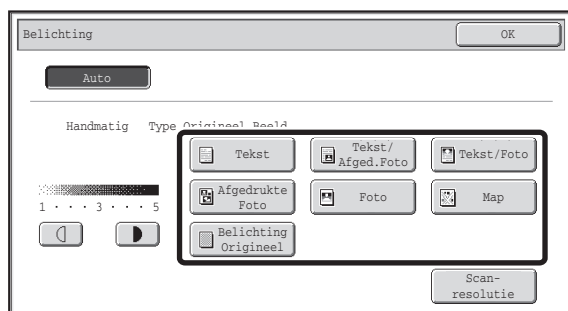 Belichting
OK
Auto
Handmatig Type Origineel Beeld
Tekst
Tekst/
Afged.Foto
Tekst/Foto
Afgedrukte
Foto
Foto
Map
1 · · · 3 · · · 5
Belichting
Origineel
Scan-
resolutie